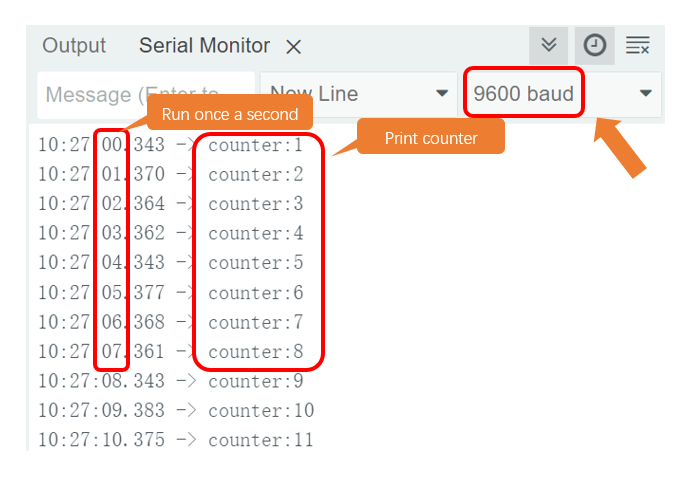 Output Serial Monitor
Message (Enter to New Line 9600 baud
Run once a second
Print counter
10:27:00.343 -> counter:1
10:27:01.370 -> counter:2
10:27:02.364 -> counter:3
10:27:03.362 -> counter:4
10:27:04.343 -> counter:5
10:27:05.377 -> counter:6
10:27:06.368 -> counter:7
10:27:07.361 -> counter:8
10:27:08.343 -> counter:9
10:27:09.383 -> counter:10
10:27:10.375 -> counter:11